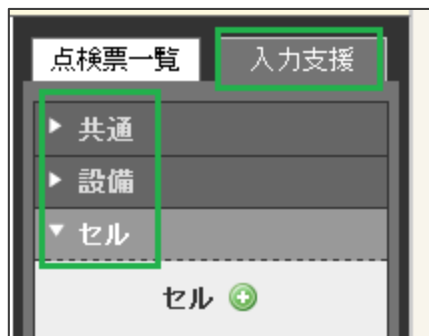 点検票一覧 入力支援
共通
設備
セル
セル